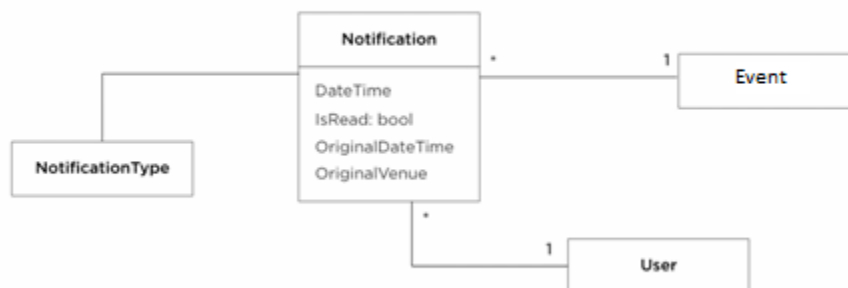 Notification
DateTime
IsRead: bool
OriginalDateTime
OriginalVenue
NotificationType
*
1
Event
*
1
User